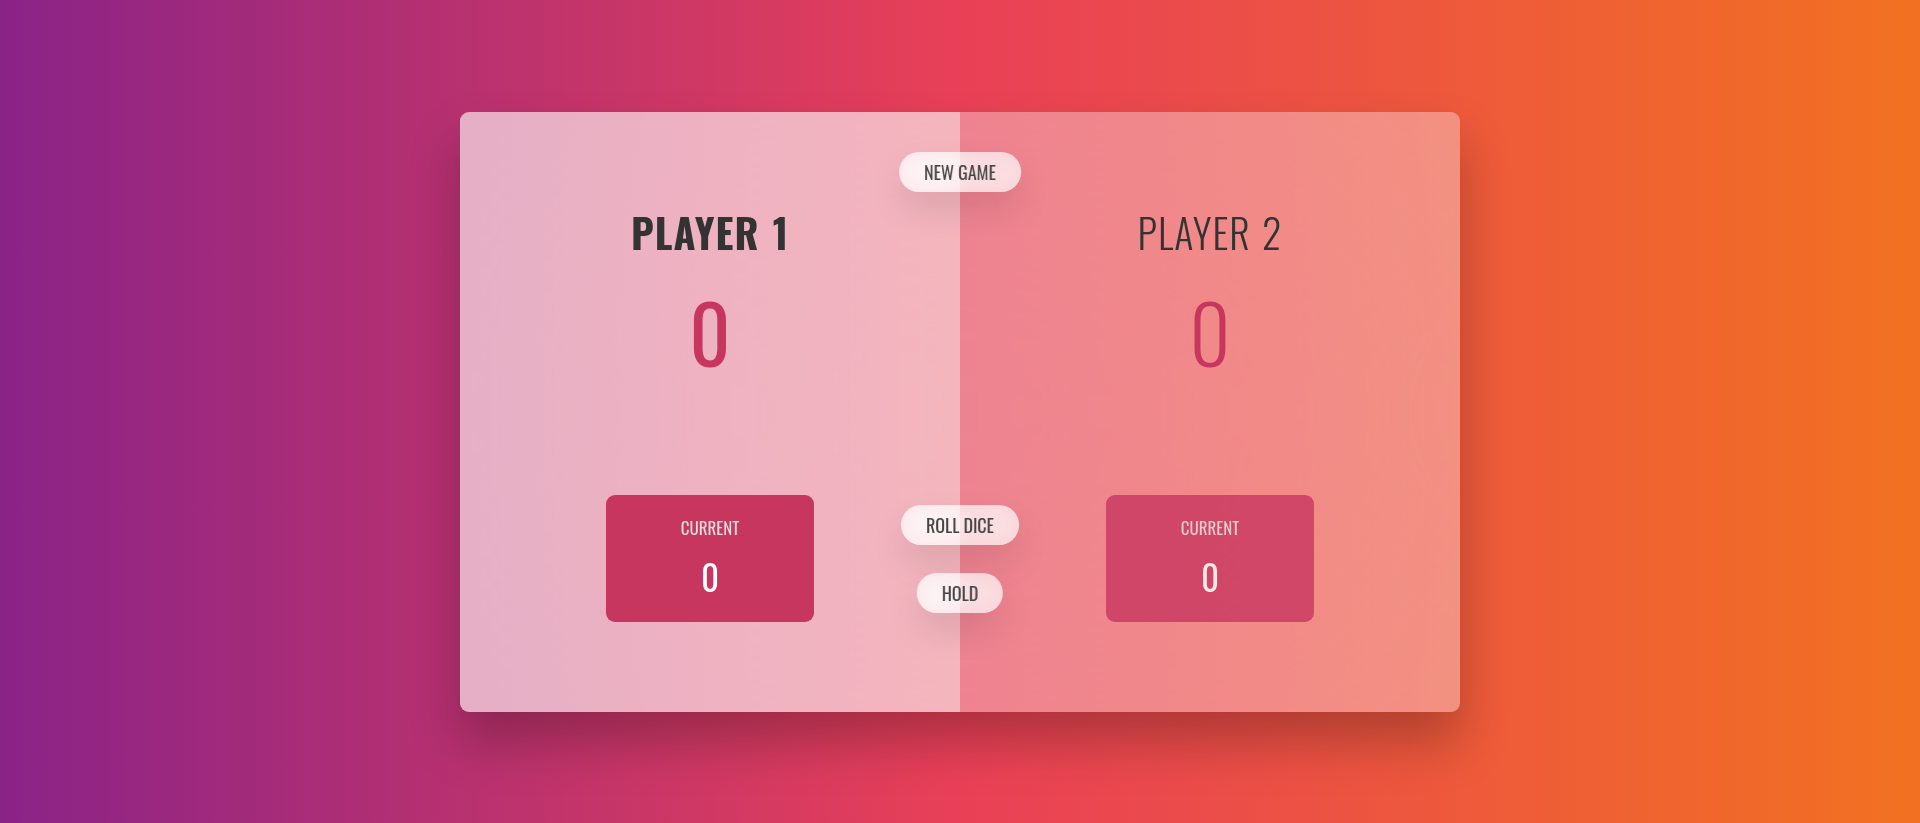 NEW GAME
PLAYER 1
0
CURRENT
0
PLAYER 2
0
CURRENT
0
ROLL DICE
HOLD